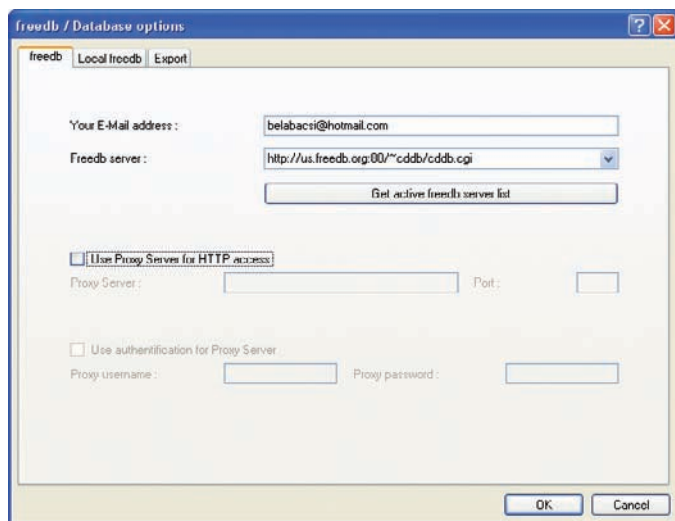 freedb / Database options
freedb Local freedb Export
Your E-Mail address : belabacsi@hotmail.com
Freedb server : http://us.freedb.org:80/~cddb/cddb.cgi
Get active freedb server list
Use Proxy Server for HTTP access
Proxy Server : Port :
Use authentification for Proxy Server
Proxy username : Proxy password :
OK Cancel